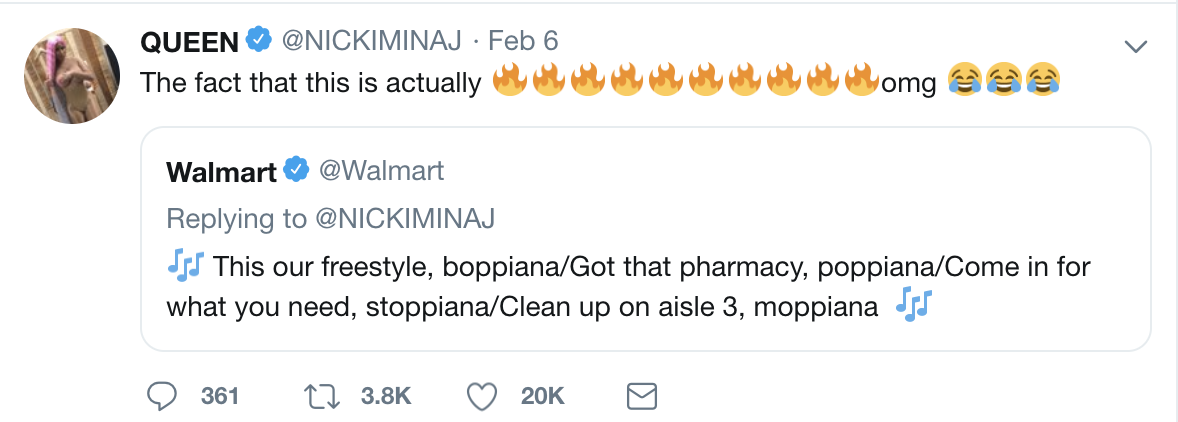 QUEEN @NICKIMINAJ · Feb 6
The fact that this is actually 🔥🔥🔥🔥🔥🔥🔥🔥🔥🔥omg 😂😂😂
Walmart @Walmart
Replying to @NICKIMINAJ
🎶 This our freestyle, boppiana/Got that pharmacy, poppiana/Come in for
what you need, stoppiana/Clean up on aisle 3, moppiana 🎶
361 3.8K 20K